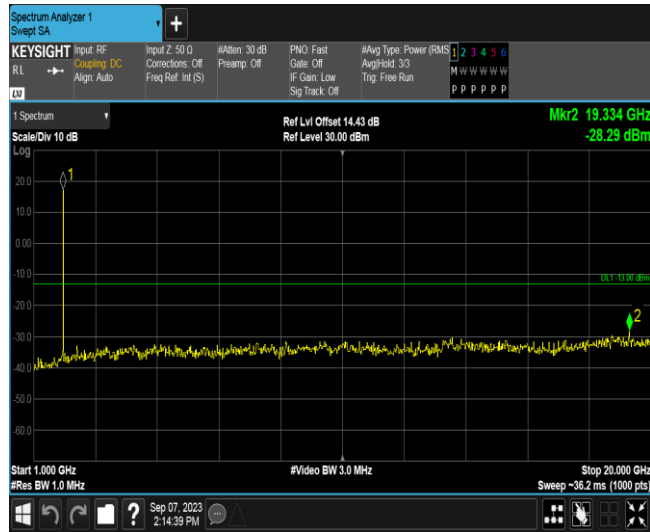 Spectrum Analyzer 1
Swept SA
+
KEYSIGHT
RL
LXI
Input: RF
Coupling: DC
Align: Auto
Input Z: 50 Ω
Corrections: Off
Freq Ref: Int (S)
#Atten: 30 dB
Preamp: Off
PNO: Fast
Gate: Off
IF Gain: Low
Sig Track: Off
#Avg Type: Power (RMS
Avg|Hold: 3/3
Trig: Free Run
1 2 3 4 5 6
M W W W W W
P P P P P P
1 Spectrum
Scale/Div 10 dB
Log
Ref Lvl Offset 14.43 dB
Ref Level 30.00 dBm
Mkr2 19.334 GHz
-28.29 dBm
1
20.0
10.0
0.00
-10.0
DL1 -13.00 dBm
-20.0
2
-30.0
-40.0
-50.0
-60.0
Start 1.000 GHz
#Res BW 1.0 MHz
#Video BW 3.0 MHz
Stop 20.000 GHz
Sweep ~36.2 ms (1000 pts)
?
Sep 07, 2023
2:14:39 PM